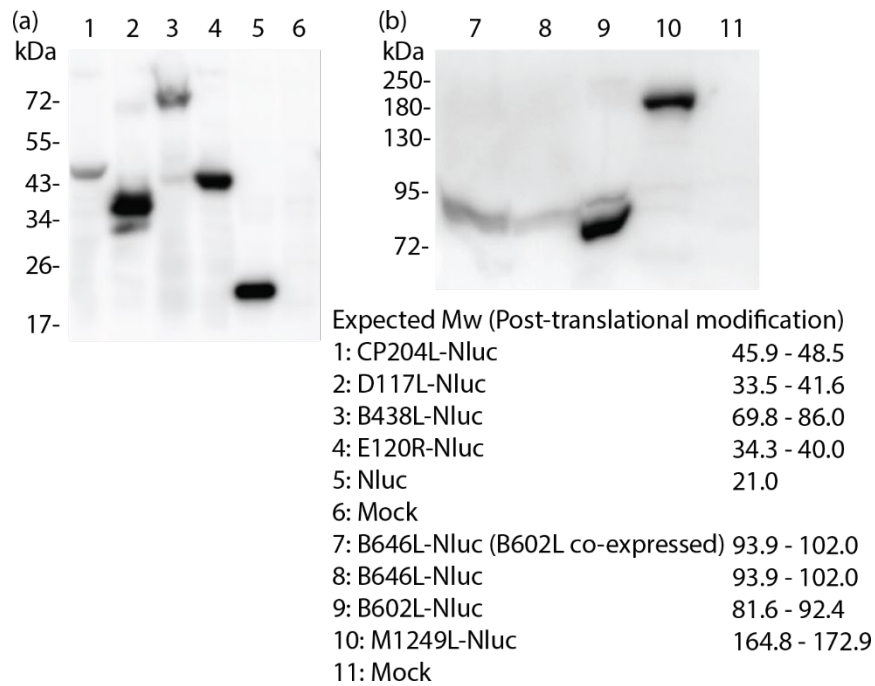 (a)
1 2 3 4 5 6
kDa
72-
55-
43-
34-
26-
17-
(b)
7 8 9 10 11
kDa
250-
180-
130-
95-
72-
Expected Mw (Post-translational modification)
1: CP204L-Nluc 45.9 - 48.5
2: D117L-Nluc 33.5 - 41.6
3: B438L-Nluc 69.8 - 86.0
4: E120R-Nluc 34.3 - 40.0
5: Nluc 21.0
6: Mock
7: B646L-Nluc (B602L co-expressed) 93.9 - 102.0
8: B646L-Nluc 93.9 - 102.0
9: B602L-Nluc 81.6 - 92.4
10: M1249L-Nluc 164.8 - 172.9
11: Mock